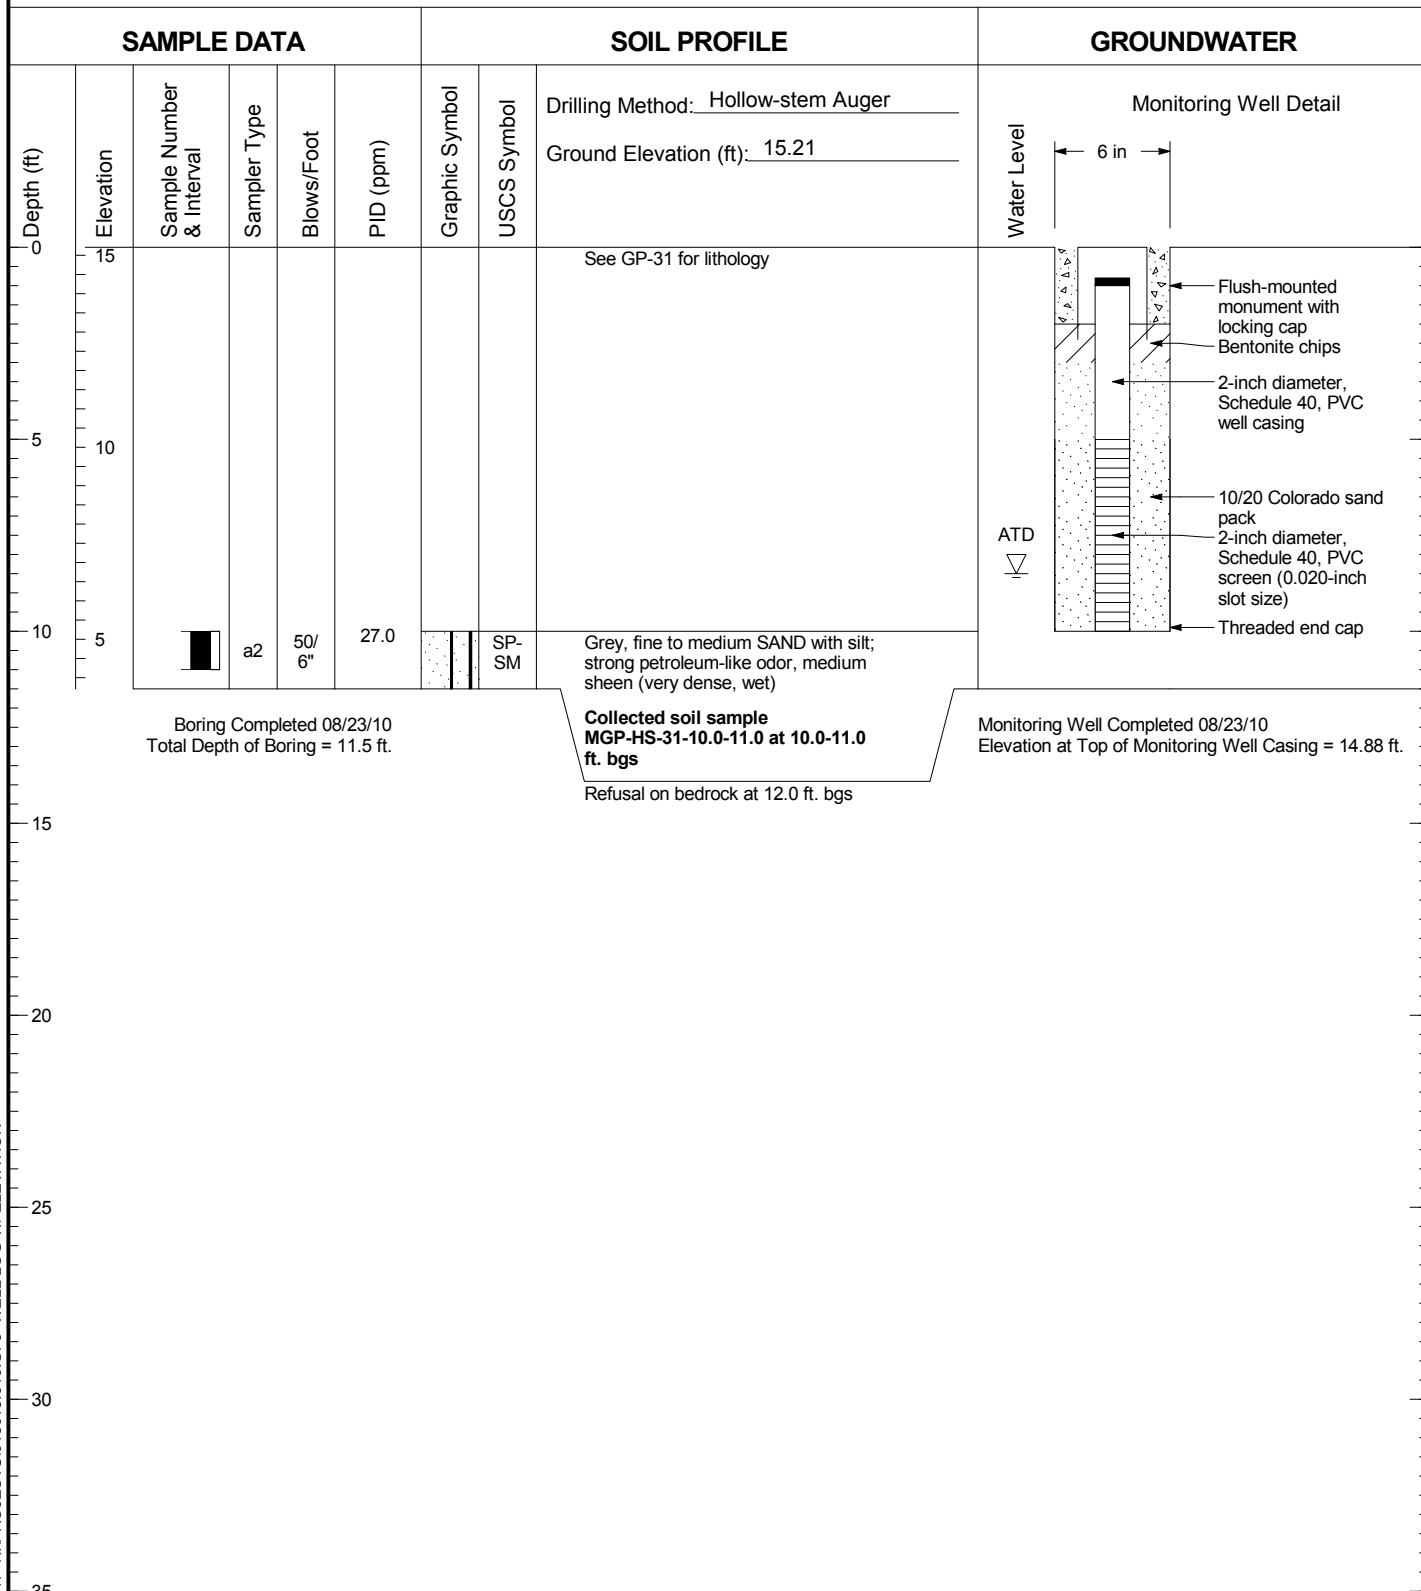 SAMPLE DATA
SOIL PROFILE
GROUNDWATER
Depth (ft)
Elevation
Sample Number
& Interval
Sampler Type
Blows/Foot
PID (ppm)
Graphic Symbol
USCS Symbol
Drilling Method: Hollow-stem Auger
Ground Elevation (ft): 15.21
Water Level
Monitoring Well Detail
6 in
0
15
See GP-31 for lithology
Flush-mounted
monument with
locking cap
Bentonite chips
2-inch diameter,
Schedule 40, PVC
well casing
5
10
10/20 Colorado sand
pack
ATD
2-inch diameter,
Schedule 40, PVC
screen (0.020-inch
slot size)
Threaded end cap
10
5
a2
50/
6"
27.0
SP-
SM
Grey, fine to medium SAND with silt;
strong petroleum-like odor, medium
sheen (very dense, wet)
Boring Completed 08/23/10
Total Depth of Boring = 11.5 ft.
Collected soil sample
MGP-HS-31-10.0-11.0 at 10.0-11.0
ft. bgs
Monitoring Well Completed 08/23/10
Elevation at Top of Monitoring Well Casing = 14.88 ft.
Refusal on bedrock at 12.0 ft. bgs
15
20
25
30
35